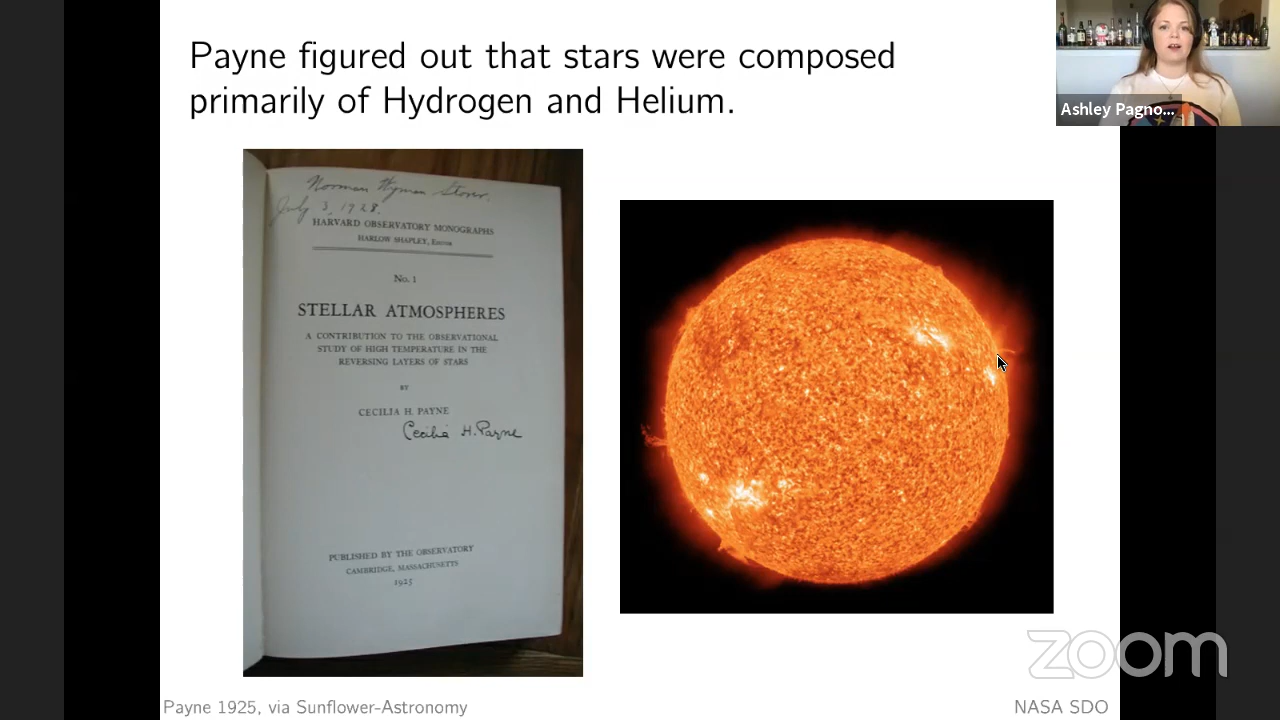 Payne figured out that stars were composed
primarily of Hydrogen and Helium.
Ashley Pagno...
Norman Wyman Storer.
July 3, 1928.
HARVARD OBSERVATORY MONOGRAPHS
HARLOW SHAPLEY, EDITOR
No. 1
STELLAR ATMOSPHERES
A CONTRIBUTION TO THE OBSERVATIONAL
STUDY OF HIGH TEMPERATURE IN THE
REVERSING LAYERS OF STARS
BY
CECILIA H. PAYNE
Cecilia H. Payne
PUBLISHED BY THE OBSERVATORY
CAMBRIDGE, MASSACHUSETTS
1925
zoom
Payne 1925, via Sunflower-Astronomy
NASA SDO